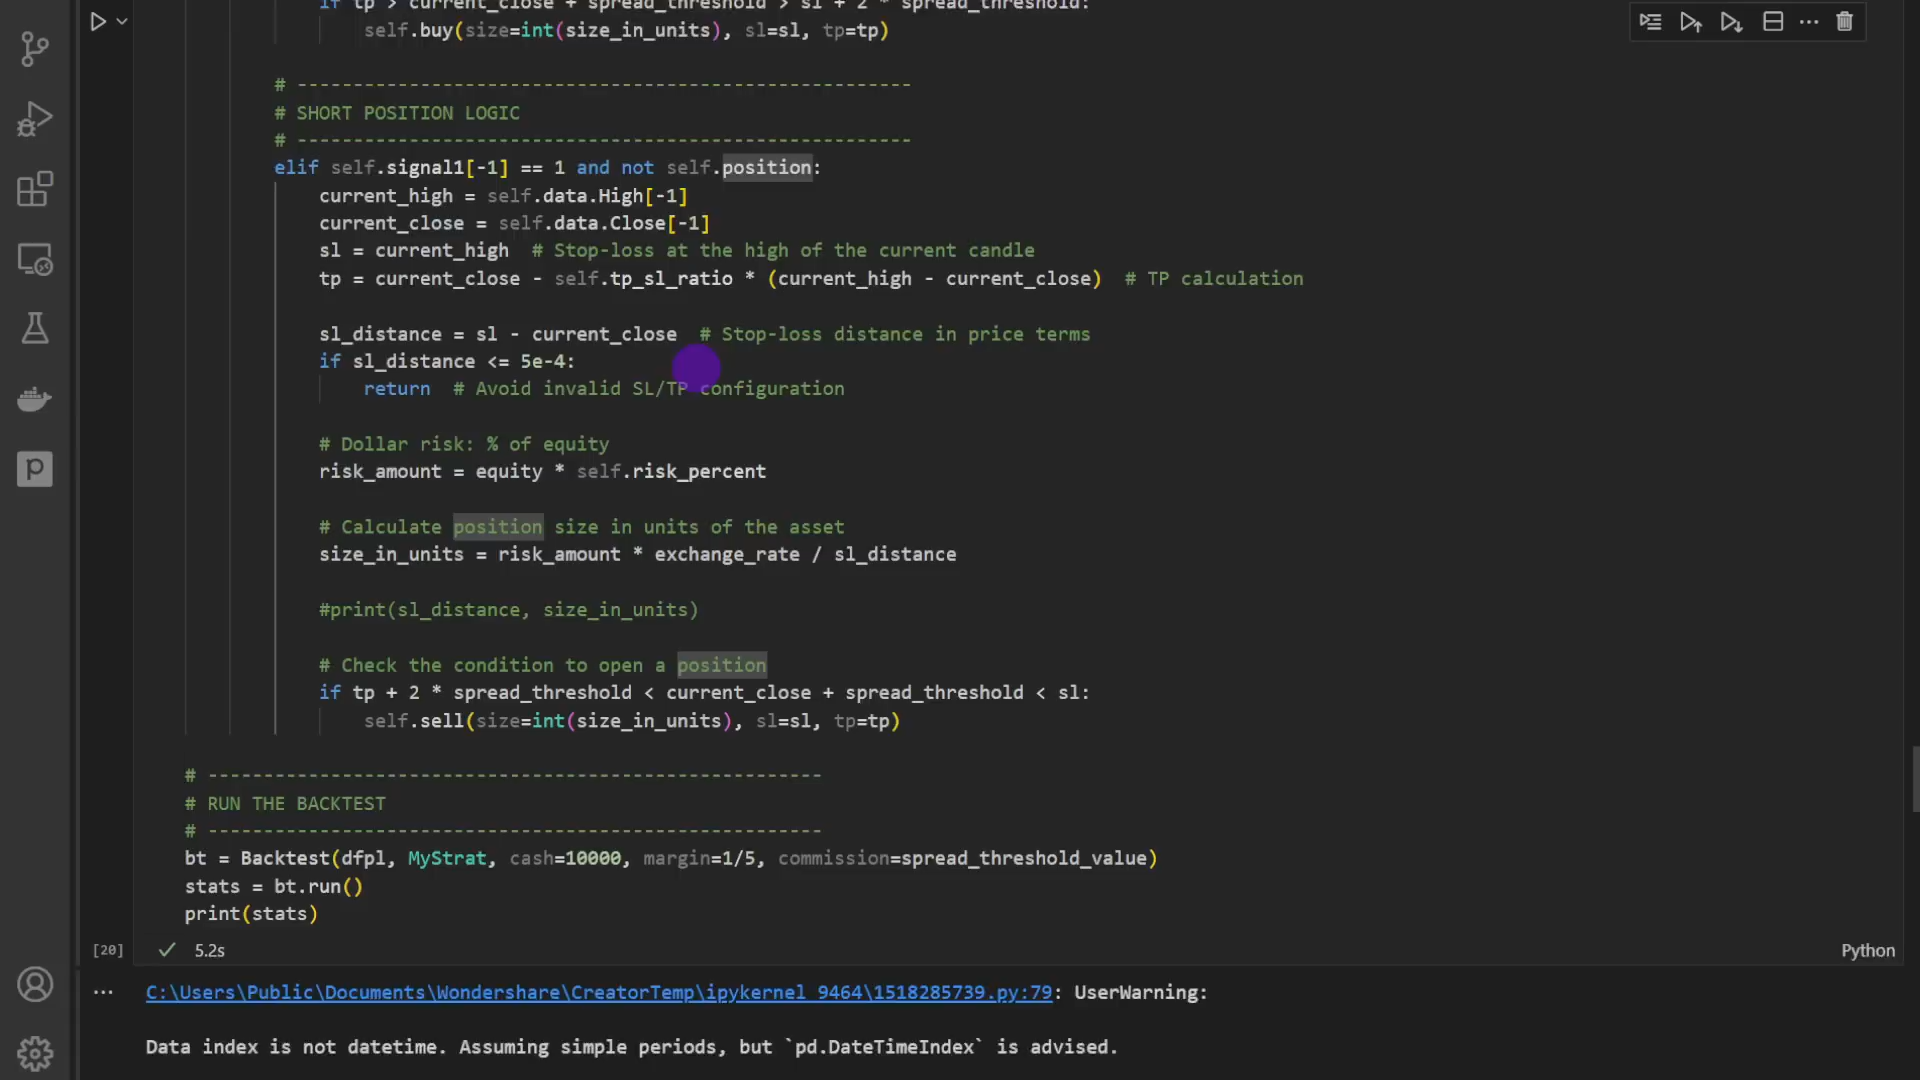 if tp > current_close + spread_threshold > sl + 2 * spread_threshold:
self.buy(size=int(size_in_units), sl=sl, tp=tp)
# -------------------------------------------------------
# SHORT POSITION LOGIC
# -------------------------------------------------------
elif self.signal1[-1] == 1 and not self.position:
current_high = self.data.High[-1]
current_close = self.data.Close[-1]
sl = current_high  # Stop-loss at the high of the current candle
tp = current_close - self.tp_sl_ratio * (current_high - current_close)  # TP calculation
sl_distance = sl - current_close  # Stop-loss distance in price terms
if sl_distance <= 5e-4:
return  # Avoid invalid SL/TP configuration
# Dollar risk: % of equity
risk_amount = equity * self.risk_percent
# Calculate position size in units of the asset
size_in_units = risk_amount * exchange_rate / sl_distance
#print(sl_distance, size_in_units)
# Check the condition to open a position
if tp + 2 * spread_threshold < current_close + spread_threshold < sl:
self.sell(size=int(size_in_units), sl=sl, tp=tp)
# -------------------------------------------------------
# RUN THE BACKTEST
# -------------------------------------------------------
bt = Backtest(dfpl, MyStrat, cash=10000, margin=1/5, commission=spread_threshold_value)
stats = bt.run()
print(stats)
[20] ✓ 5.2s Python
... C:\Users\Public\Documents\Wondershare\CreatorTemp\ipykernel_9464\1518285739.py:79: UserWarning:
Data index is not datetime. Assuming simple periods, but `pd.DateTimeIndex` is advised.